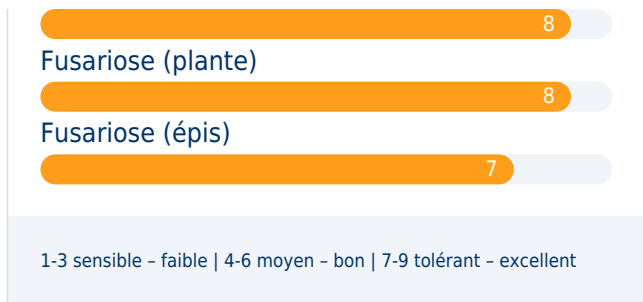 8
Fusariose (plante)
8
Fusariose (épis)
7
1-3 sensible – faible | 4-6 moyen – bon | 7-9 tolérant – excellent